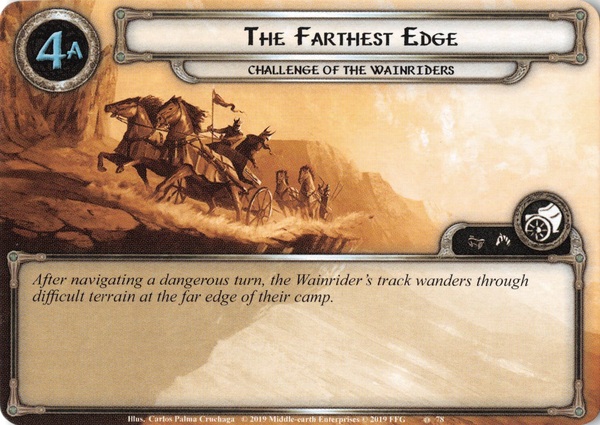 4A
The Farthest Edge
Challenge of the Wainriders
After navigating a dangerous turn, the Wainrider's track wanders through
difficult terrain at the far edge of their camp.
Illus. Carlos Palma Cruchaga © 2019 Middle-earth Enterprises © 2019 FFG 78